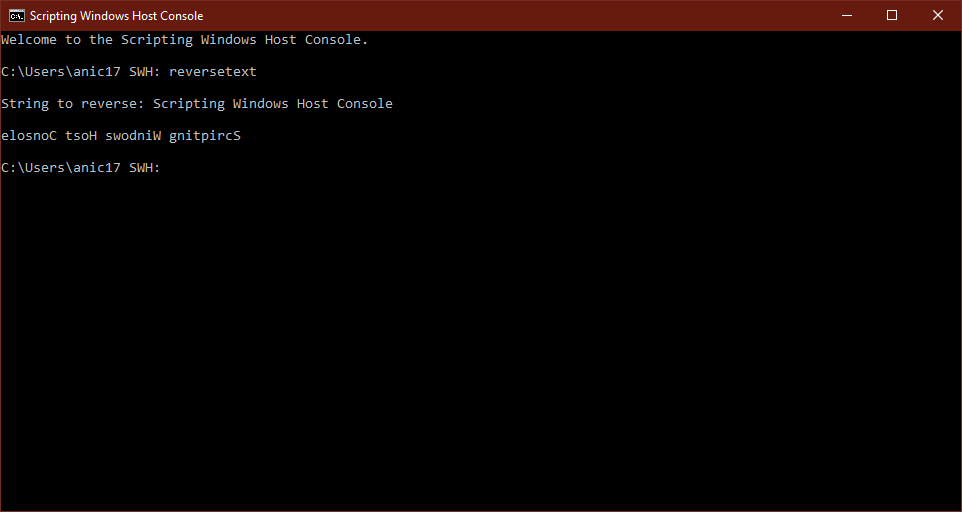 Scripting Windows Host Console
Welcome to the Scripting Windows Host Console.
C:\Users\anic17 SWH: reversetext
String to reverse: Scripting Windows Host Console
elosnoC tsoH swodniW gnitpircS
C:\Users\anic17 SWH: